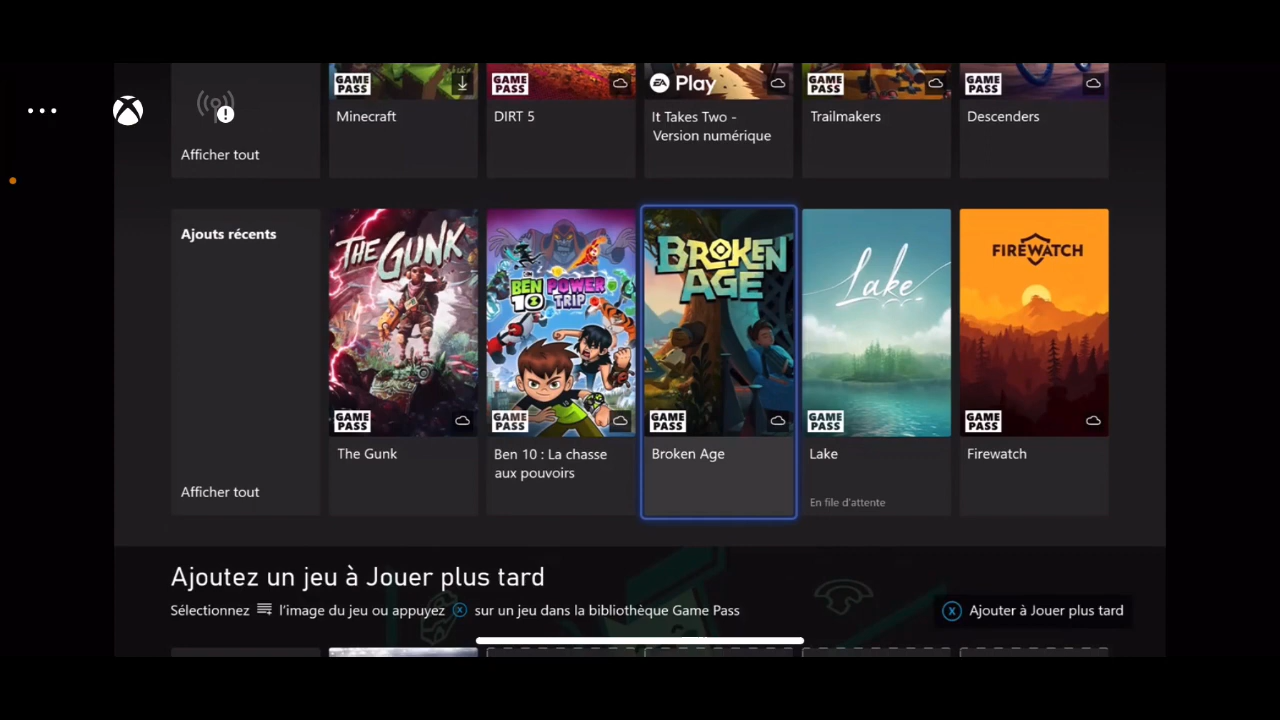 GAME
PASS
GAME
PASS
EA Play
GAME
PASS
GAME
PASS
Minecraft
DIRT 5
It Takes Two -
Version numérique
Trailmakers
Descenders
Afficher tout
Ajouts récents
THE GUNK
BEN
10
POWER
TRIP
BROKEN
AGE
Lake
FIREWATCH
GAME
PASS
GAME
PASS
GAME
PASS
GAME
PASS
GAME
PASS
The Gunk
Ben 10 : La chasse
aux pouvoirs
Broken Age
Lake
Firewatch
Afficher tout
En file d'attente
Ajoutez un jeu à Jouer plus tard
Sélectionnez l'image du jeu ou appuyez X sur un jeu dans la bibliothèque Game Pass
X Ajouter à Jouer plus tard